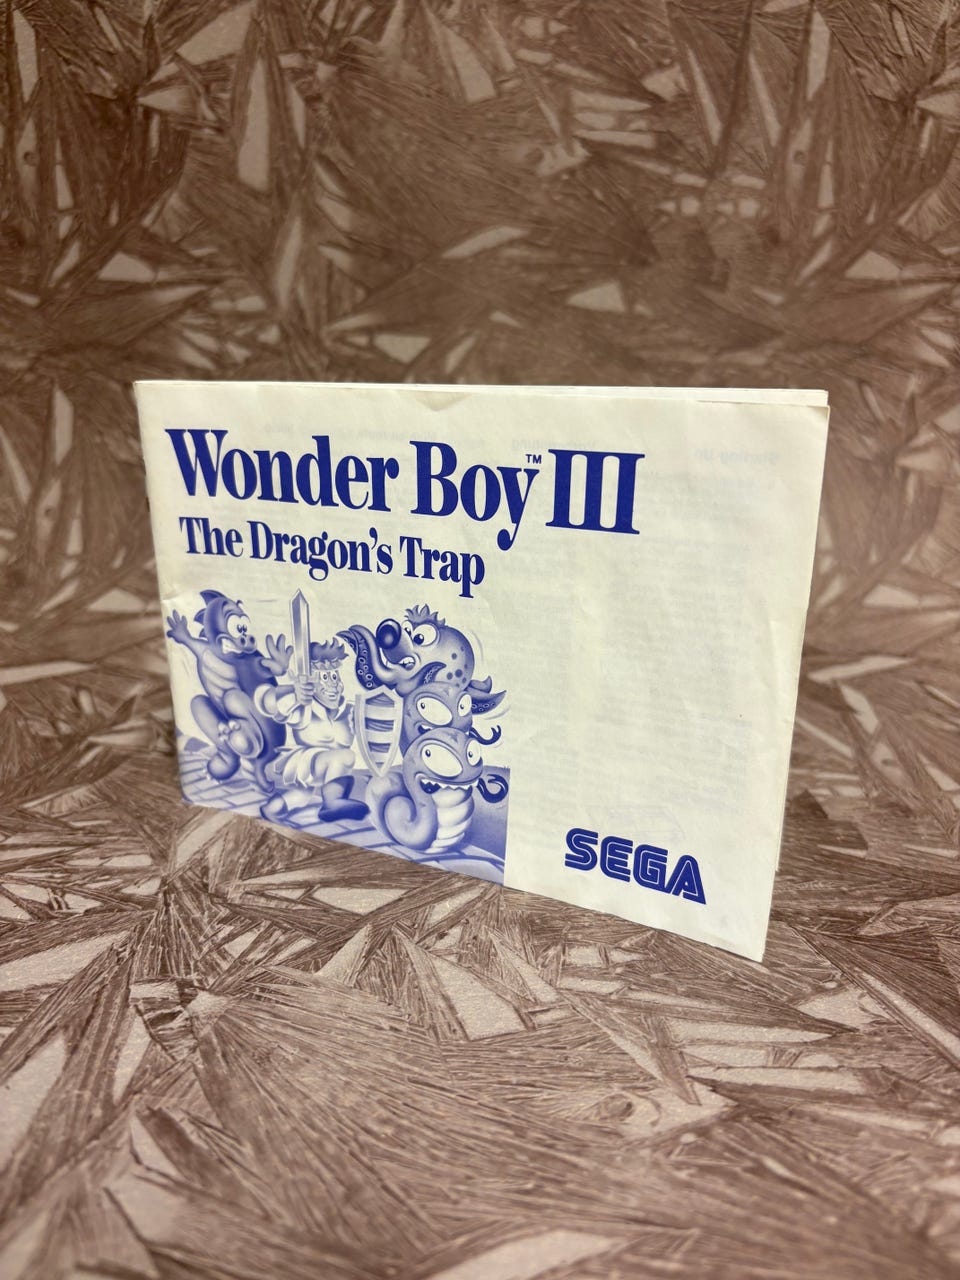 Wonder Boy™ III
The Dragon's Trap
SEGA